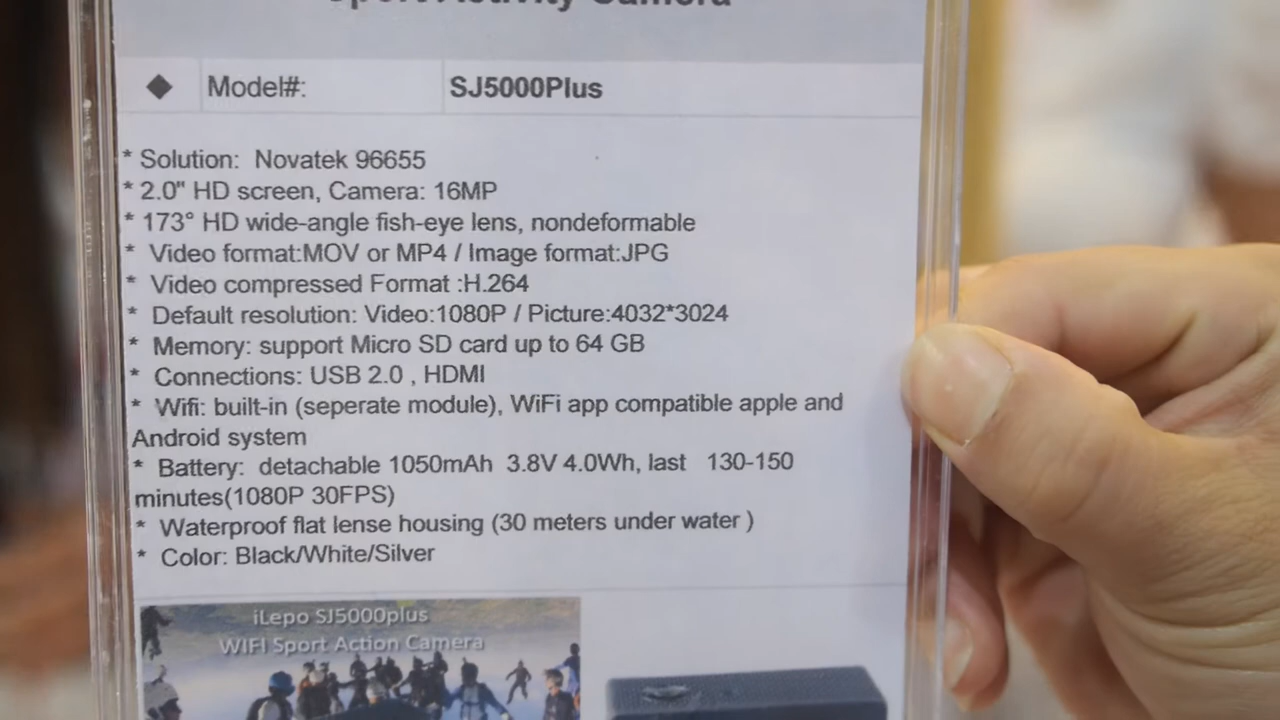 Sport Activity Camera
◆ Model#: SJ5000Plus
* Solution: Novatek 96655
* 2.0" HD screen, Camera: 16MP
* 173° HD wide-angle fish-eye lens, nondeformable
* Video format:MOV or MP4 / Image format:JPG
* Video compressed Format :H.264
* Default resolution: Video:1080P / Picture:4032*3024
* Memory: support Micro SD card up to 64 GB
* Connections: USB 2.0 , HDMI
* Wifi: built-in (seperate module), WiFi app compatible apple and
Android system
* Battery: detachable 1050mAh 3.8V 4.0Wh, last 130-150
minutes(1080P 30FPS)
* Waterproof flat lense housing (30 meters under water )
* Color: Black/White/Silver
iLepo SJ5000plus
WIFI Sport Action Camera